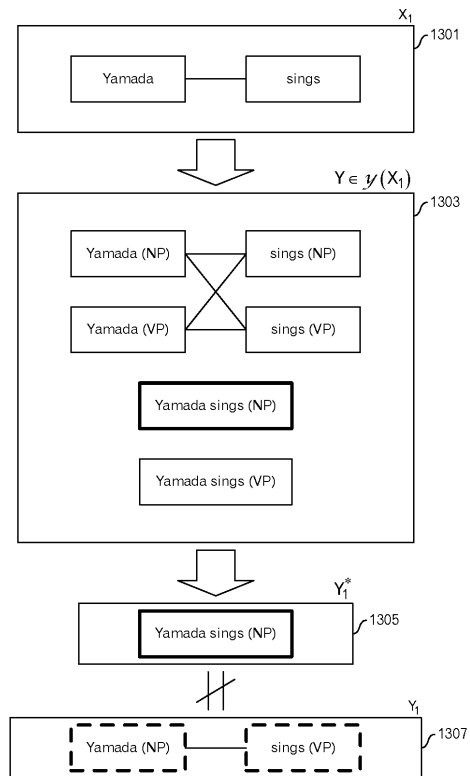 X₁
1301
Yamada sings
Y ∈ 𝓎(X₁)
1303
Yamada (NP) sings (NP)
Yamada (VP) sings (VP)
Yamada sings (NP)
Yamada sings (VP)
Y₁*
1305
Yamada sings (NP)
Y₁
1307
Yamada (NP) sings (VP)